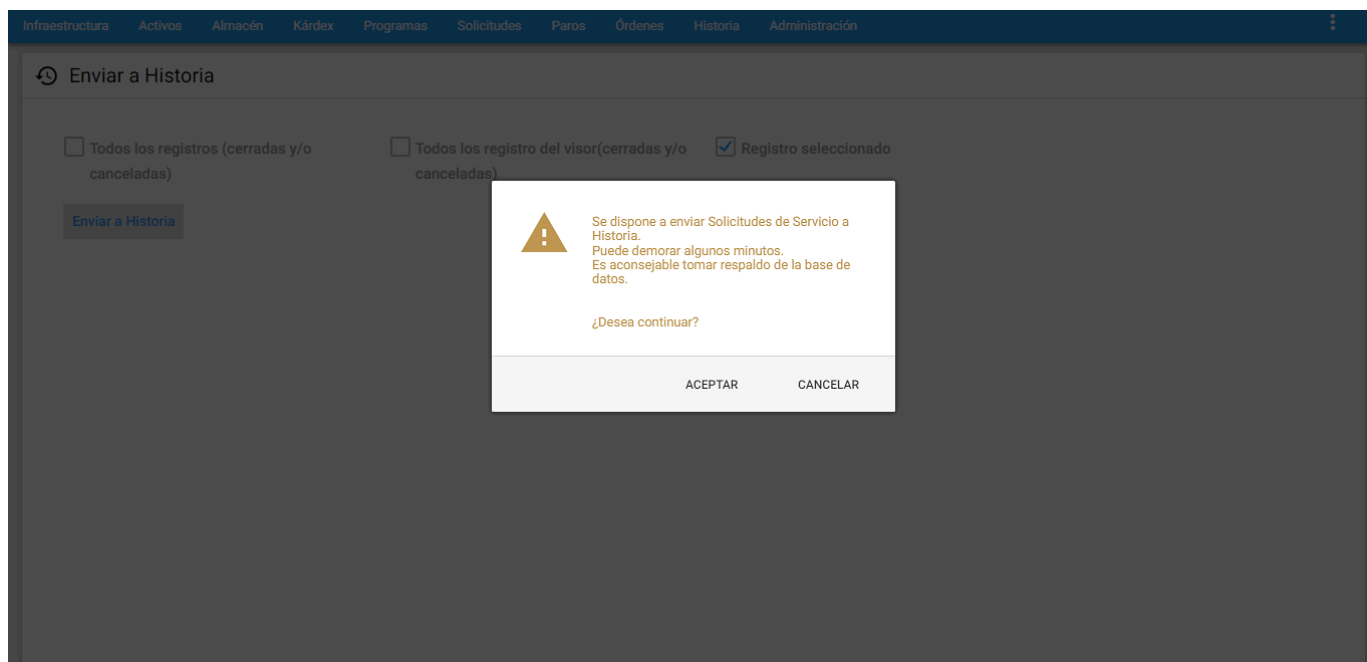 Infraestructura Activos Almacén Kárdex Programas Solicitudes Paros Órdenes Historia Administración
Enviar a Historia
Todos los registros (cerradas y/o
canceladas)
Todos los registro del visor(cerradas y/o
canceladas)
Registro seleccionado
Enviar a Historia
Se dispone a enviar Solicitudes de Servicio a
Historia.
Puede demorar algunos minutos.
Es aconsejable tomar respaldo de la base de
datos.
¿Desea continuar?
ACEPTAR CANCELAR